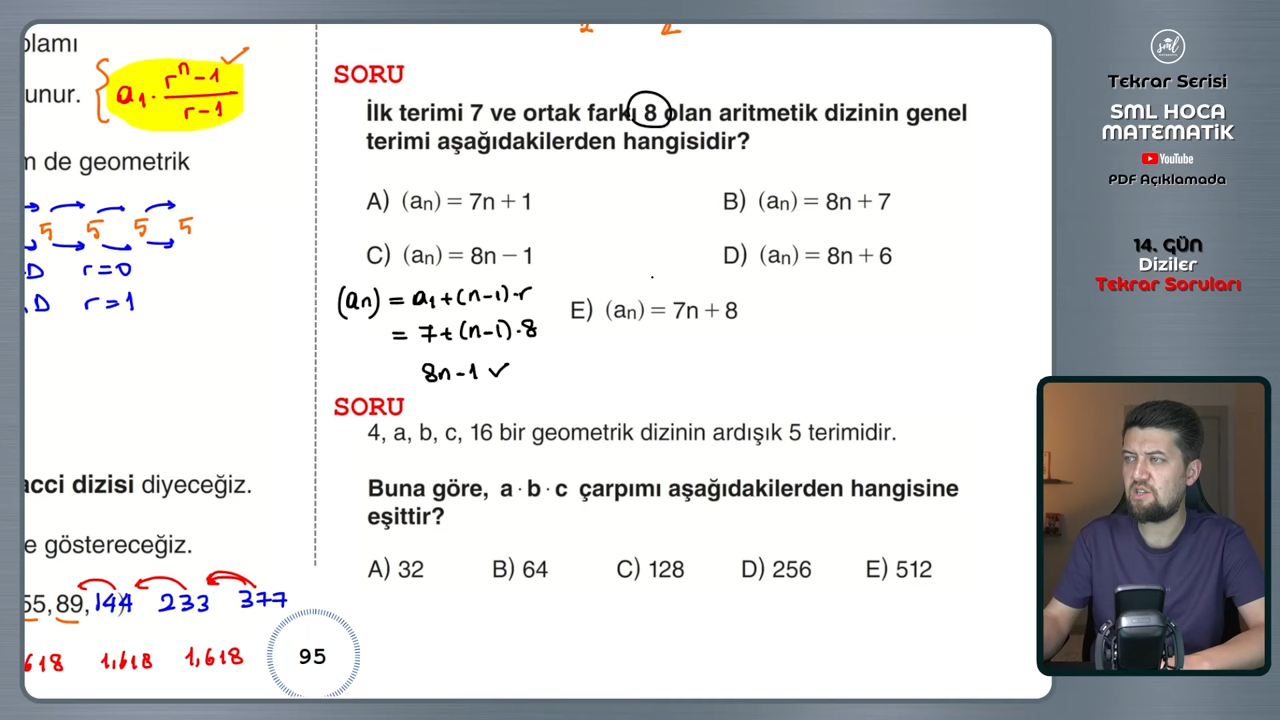 olamı
unur.
a₁ · rⁿ - 1 / r - 1
m de geometrik
5 5 5 5
D r=0
.D r=1
acci dizisi diyeceğiz.
e göstereceğiz.
55, 89, 144 233 377
618 1,618 1,618
95
SORU
İlk terimi 7 ve ortak farkı 8 olan aritmetik dizinin genel
terimi aşağıdakilerden hangisidir?
A) (aₙ) = 7n + 1 B) (aₙ) = 8n + 7
C) (aₙ) = 8n − 1 D) (aₙ) = 8n + 6
E) (aₙ) = 7n + 8
(aₙ) = a₁ + (n-1)·r
= 7 + (n-1)·8
8n-1 ✓
SORU
4, a, b, c, 16 bir geometrik dizinin ardışık 5 terimidir.
Buna göre, a · b · c çarpımı aşağıdakilerden hangisine
eşittir?
A) 32 B) 64 C) 128 D) 256 E) 512
sml
Tekrar Serisi
SML HOCA
MATEMATİK
YouTube
PDF Açıklamada
14. GÜN
Diziler
Tekrar Soruları